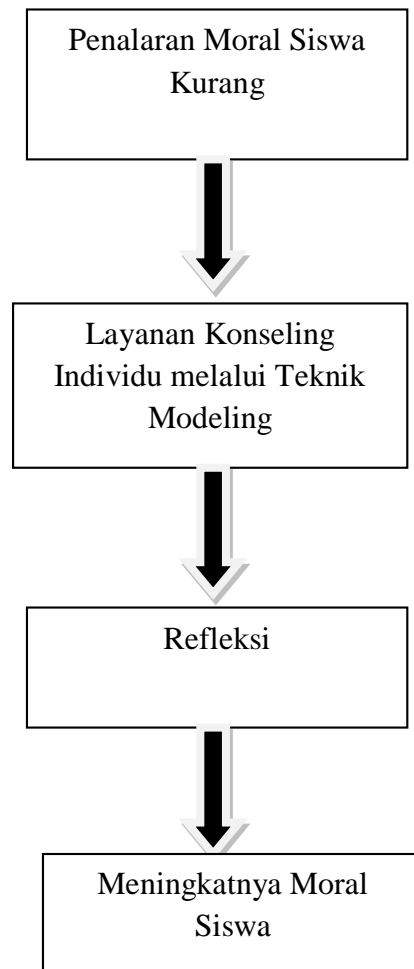 Penalaran Moral Siswa
Kurang
Layanan Konseling
Individu melalui Teknik
Modeling
Refleksi
Meningkatnya Moral
Siswa